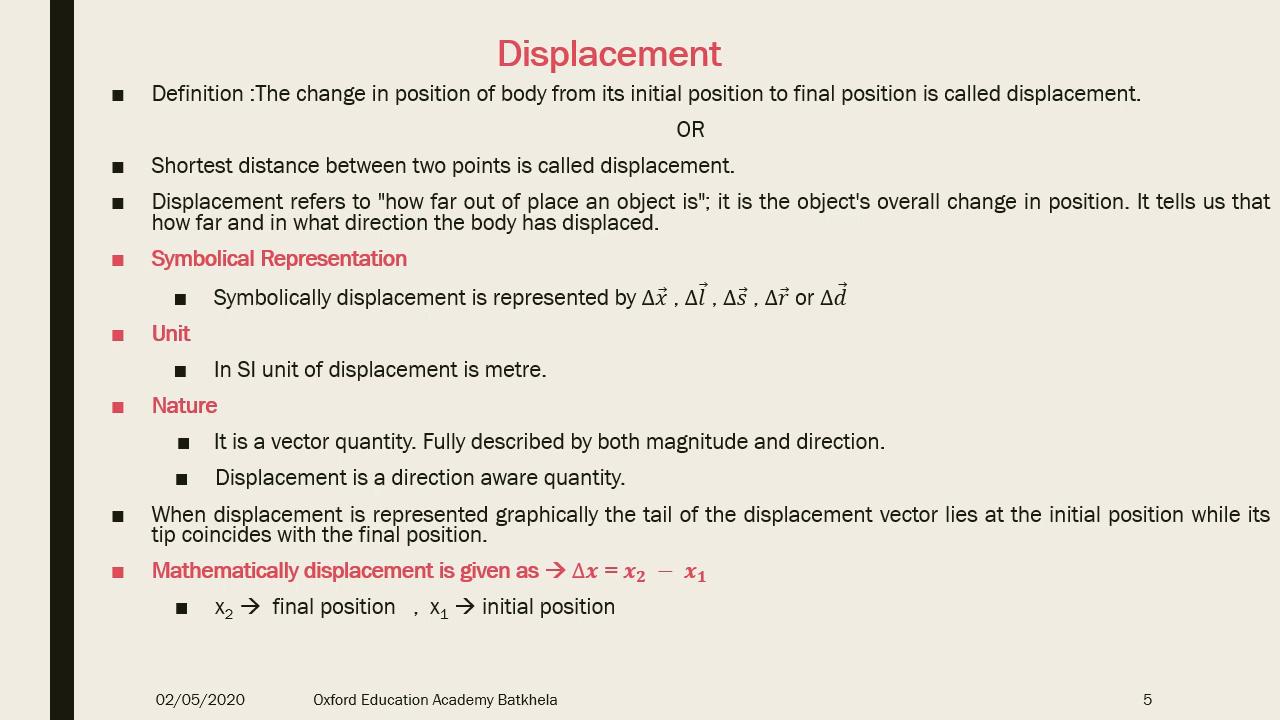 Displacement
■ Definition :The change in position of body from its initial position to final position is called displacement.
OR
■ Shortest distance between two points is called displacement.
■ Displacement refers to "how far out of place an object is"; it is the object's overall change in position. It tells us that
how far and in what direction the body has displaced.
■ Symbolical Representation
■ Symbolically displacement is represented by Δx⃗ , Δl⃗ , Δs⃗ , Δr⃗ or Δd⃗
■ Unit
■ In SI unit of displacement is metre.
■ Nature
■ It is a vector quantity. Fully described by both magnitude and direction.
■ Displacement is a direction aware quantity.
■ When displacement is represented graphically the tail of the displacement vector lies at the initial position while its
tip coincides with the final position.
■ Mathematically displacement is given as → Δx = x₂ − x₁
■ x₂ → final position , x₁ → initial position
02/05/2020 Oxford Education Academy Batkhela 5